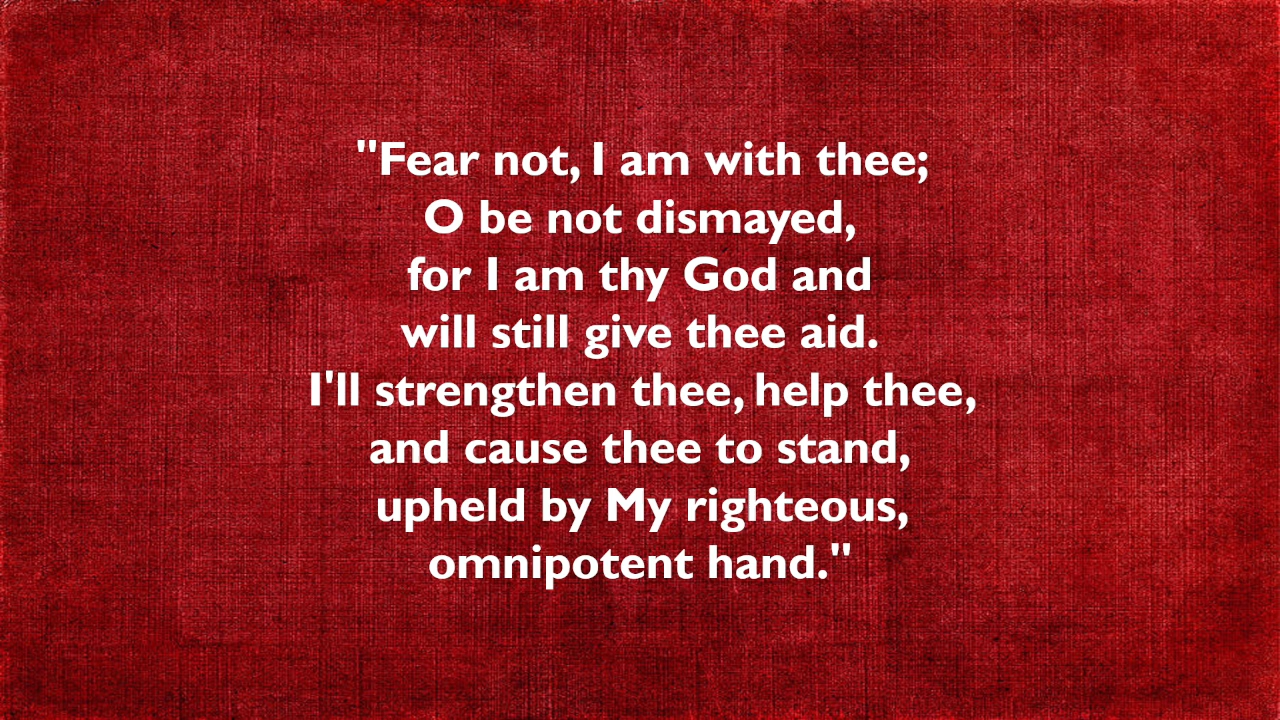 "Fear not, I am with thee;
O be not dismayed,
for I am thy God and
will still give thee aid.
I'll strengthen thee, help thee,
and cause thee to stand,
upheld by My righteous,
omnipotent hand."